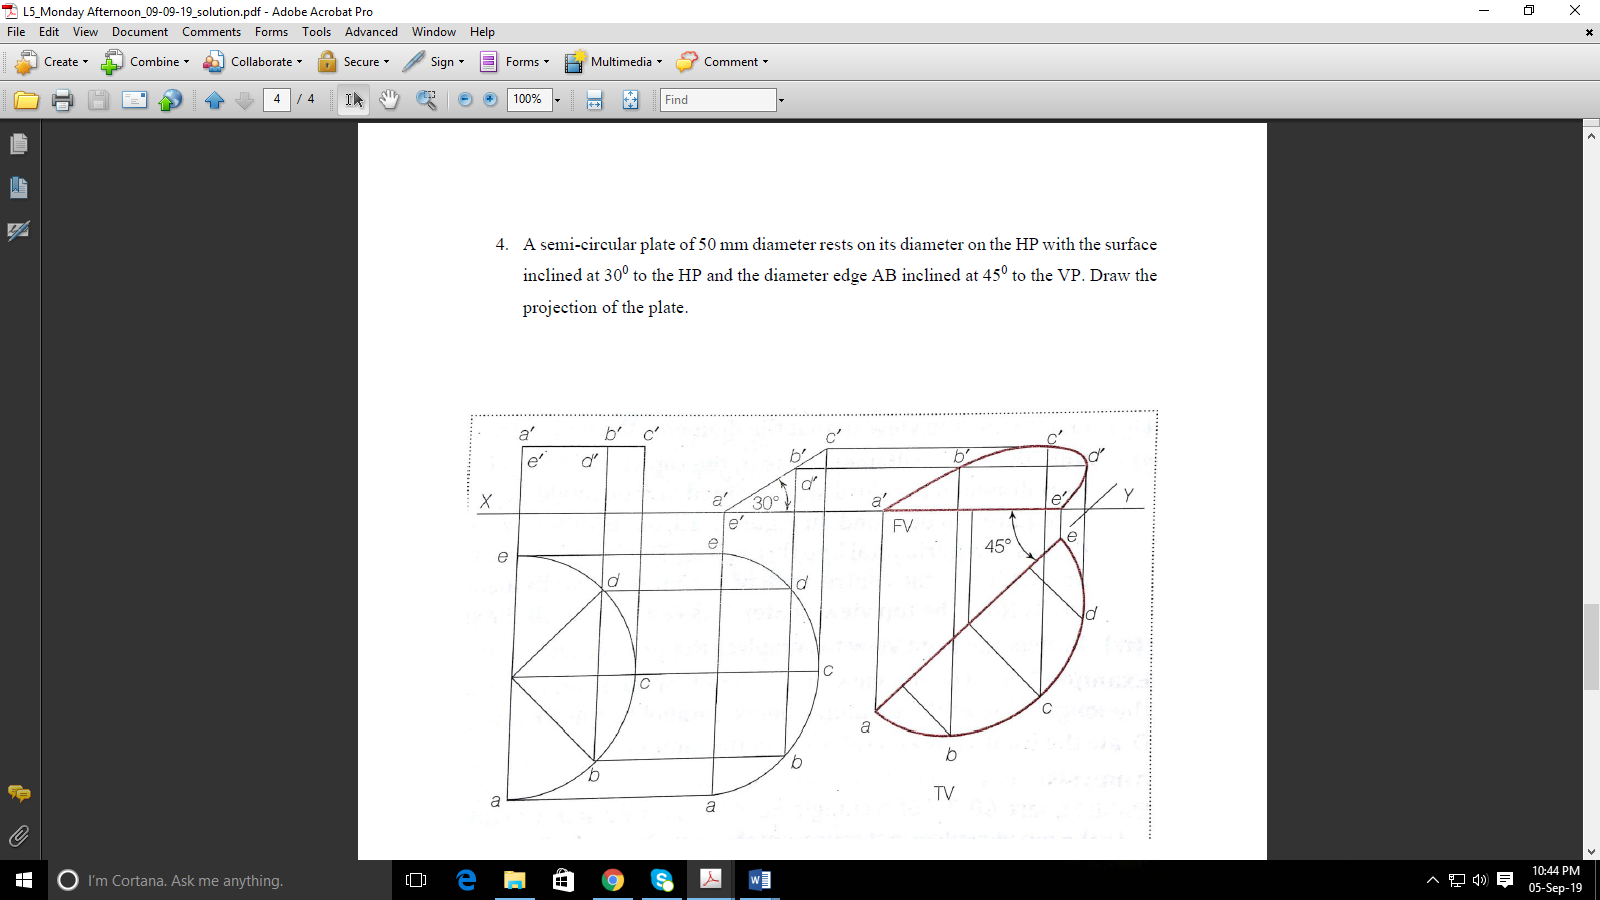 L5_Monday Afternoon_09-09-19_solution.pdf - Adobe Acrobat Pro
File Edit View Document Comments Forms Tools Advanced Window Help
Create Combine Collaborate Secure Sign Forms Multimedia Comment
4 / 4 100% Find
4. A semi-circular plate of 50 mm diameter rests on its diameter on the HP with the surface
inclined at 30⁰ to the HP and the diameter edge AB inclined at 45⁰ to the VP. Draw the
projection of the plate.
a' b' c' c' c'
e' d' b' d' b' d'
X a' 30° a' e' Y
e' FV
e e 45° e
d d d
c c c
b b b
a a a
TV
I'm Cortana. Ask me anything.
10:44 PM
05-Sep-19